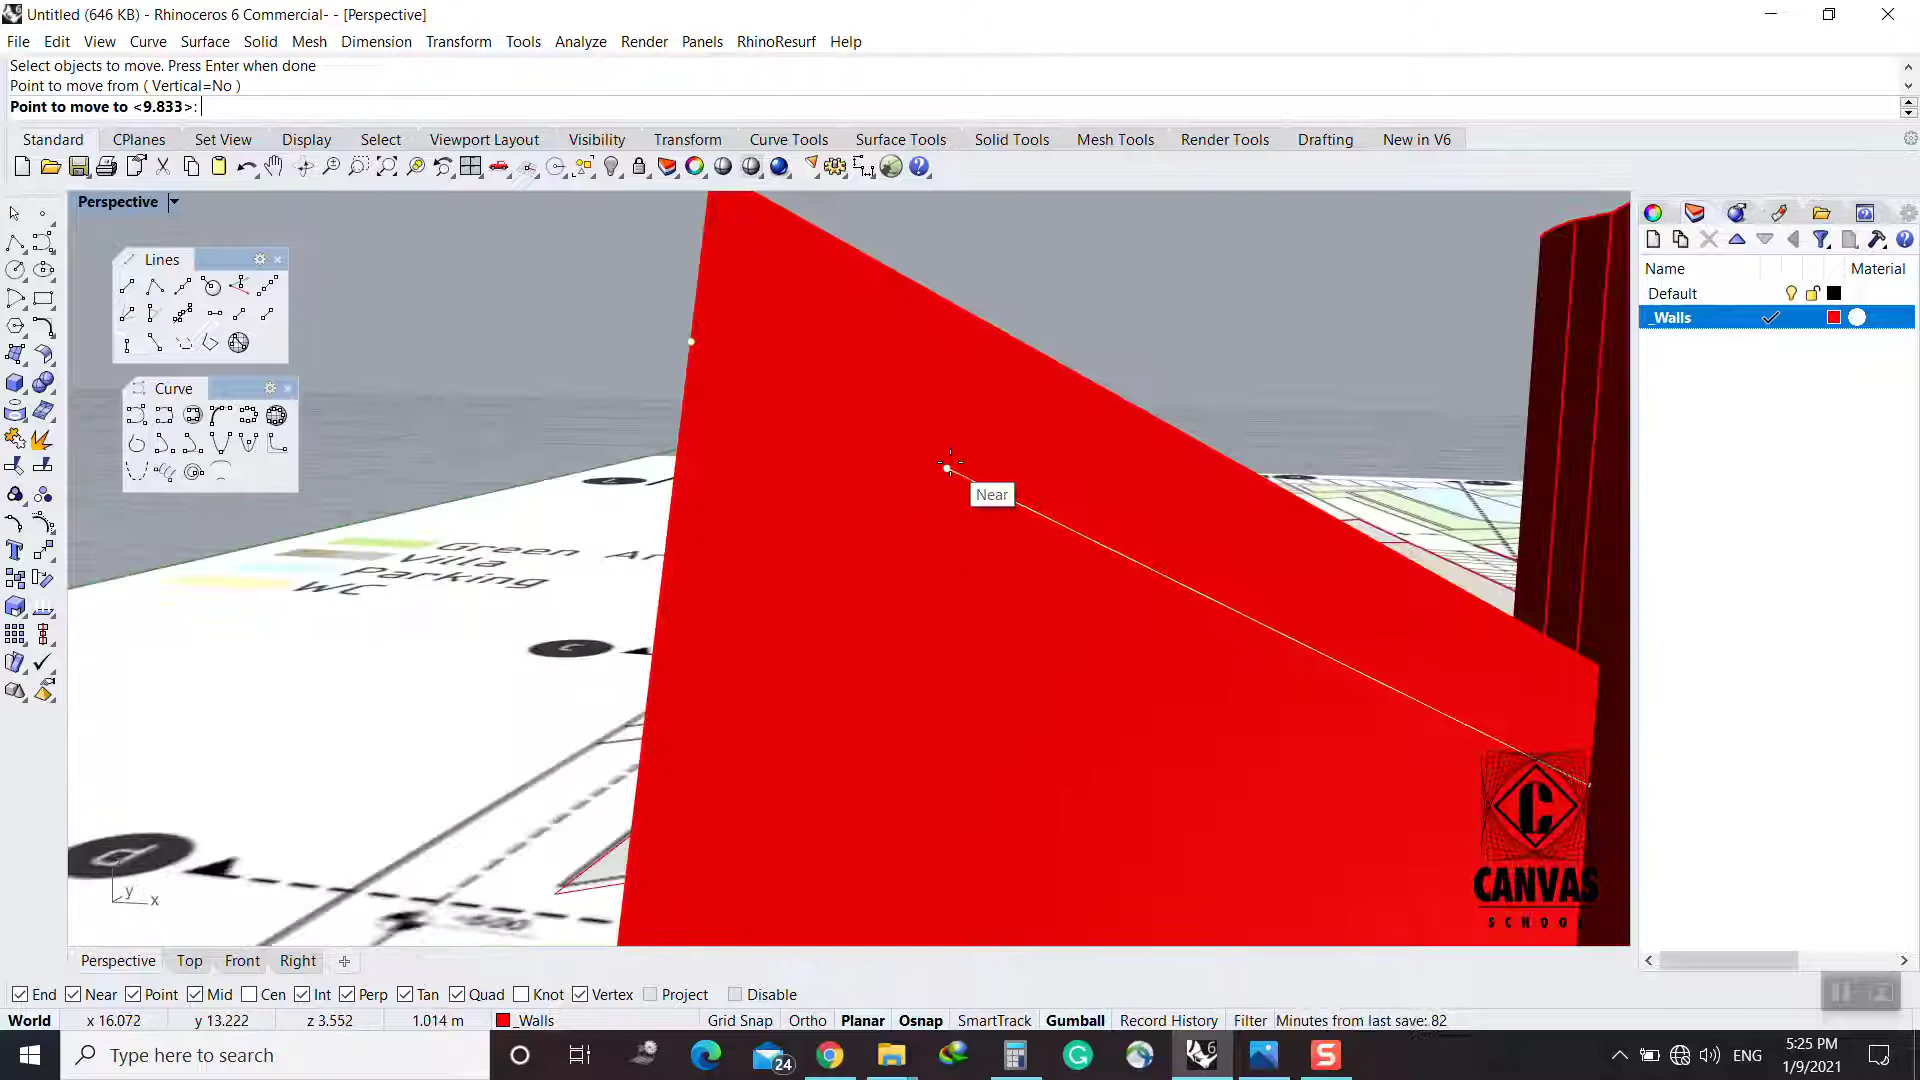 Untitled (646 KB) - Rhinoceros 6 Commercial- - [Perspective]
File Edit View Curve Surface Solid Mesh Dimension Transform Tools Analyze Render Panels RhinoResurf Help
Select objects to move. Press Enter when done
Point to move from ( Vertical=No )
Point to move to <9.833>:
Standard CPlanes Set View Display Select Viewport Layout Visibility Transform Curve Tools Surface Tools Solid Tools Mesh Tools Render Tools Drafting New in V6
Perspective
Lines
Curve
Name Material
Default
_Walls
Near
Green
Villa
Parking
WC
c
d
500
y
x
CANVAS
SCHOOL
Perspective Top Front Right
End Near Point Mid Cen Int Perp Tan Quad Knot Vertex Project Disable
World x 16.072 y 13.222 z 3.552 1.014 m _Walls Grid Snap Ortho Planar Osnap SmartTrack Gumball Record History Filter Minutes from last save: 82
Type here to search
24
6
ENG
5:25 PM
1/9/2021